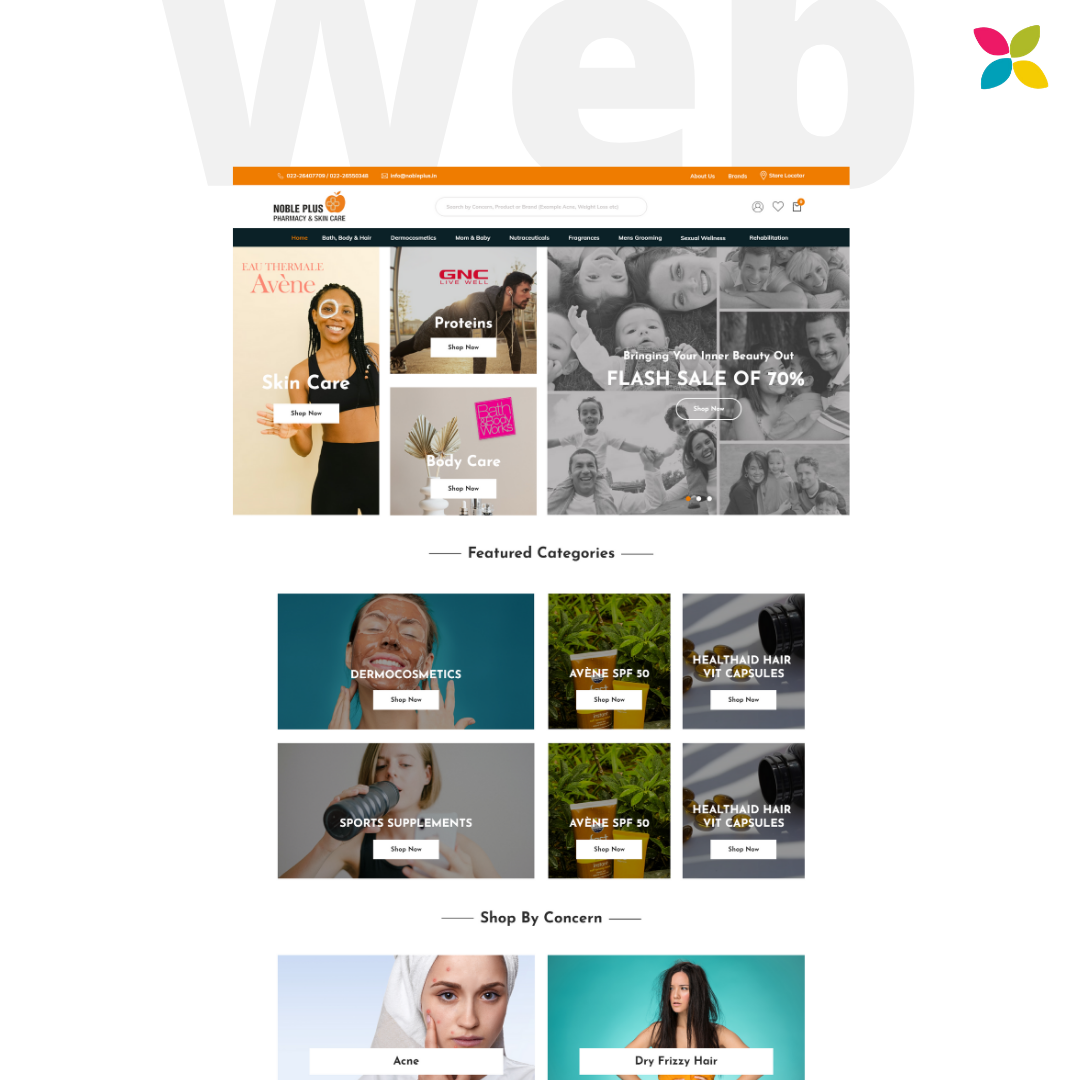 Web
022-26407709 / 022-26550348
info@nobleplus.in
About Us
Brands
Store Locator
NOBLE PLUS
PHARMACY & SKIN CARE
Search by Concern, Product or Brand (Example Acne, Weight Loss etc)
Home
Bath, Body & Hair
Dermocosmetics
Mom & Baby
Nutraceuticals
Fragrances
Mens Grooming
Sexual Wellness
Rehabilitation
EAU THERMALE
Avène
Skin Care
Shop Now
GNC
LIVE WELL
Proteins
Shop Now
Bath
& Body
Works
Body Care
Shop Now
Bringing Your Inner Beauty Out
FLASH SALE OF 70%
Shop Now
Featured Categories
DERMOCOSMETICS
Shop Now
AVÈNE SPF 50
Shop Now
HEALTHAID HAIR
VIT CAPSULES
Shop Now
SPORTS SUPPLEMENTS
Shop Now
AVÈNE SPF 50
Shop Now
HEALTHAID HAIR
VIT CAPSULES
Shop Now
Shop By Concern
Acne
Dry Frizzy Hair